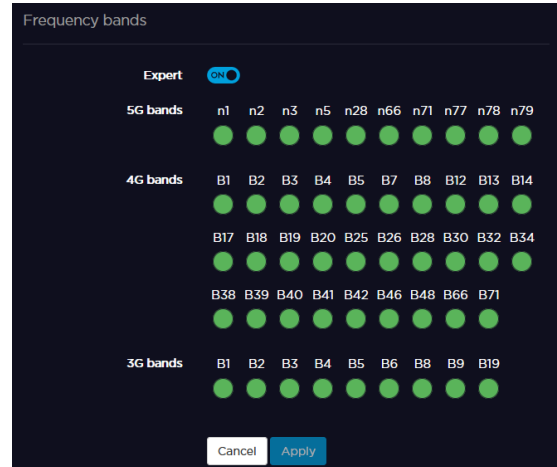 Frequency bands
Expert ON
5G bands n1 n2 n3 n5 n28 n66 n71 n77 n78 n79
4G bands B1 B2 B3 B4 B5 B7 B8 B12 B13 B14
B17 B18 B19 B20 B25 B26 B28 B30 B32 B34
B38 B39 B40 B41 B42 B46 B48 B66 B71
3G bands B1 B2 B3 B4 B5 B6 B8 B9 B19
Cancel Apply